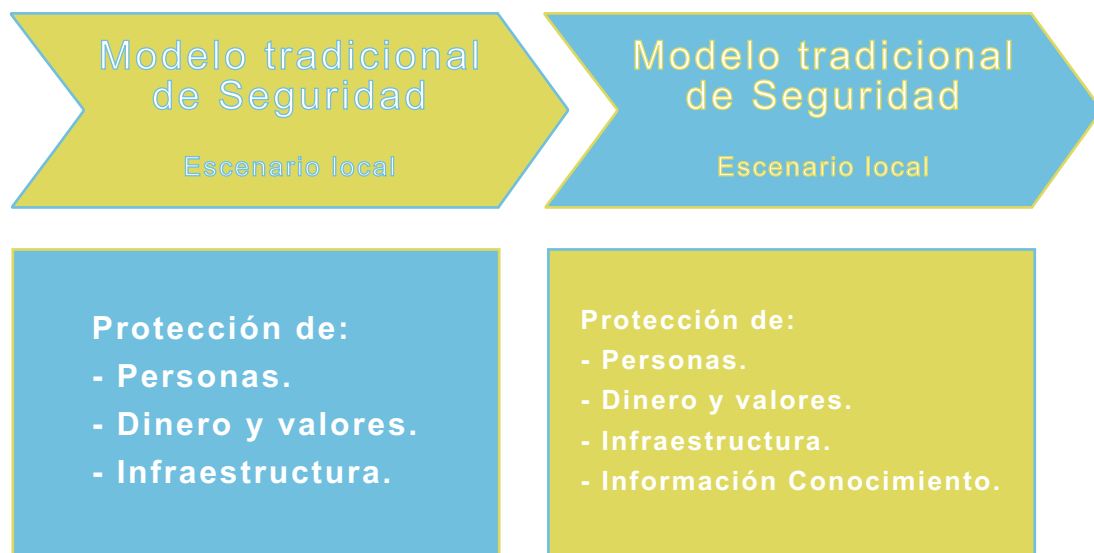 Modelo tradicional
de Seguridad
Escenario local
Modelo tradicional
de Seguridad
Escenario local
Protección de:
- Personas.
- Dinero y valores.
- Infraestructura.
Protección de:
- Personas.
- Dinero y valores.
- Infraestructura.
- Información Conocimiento.